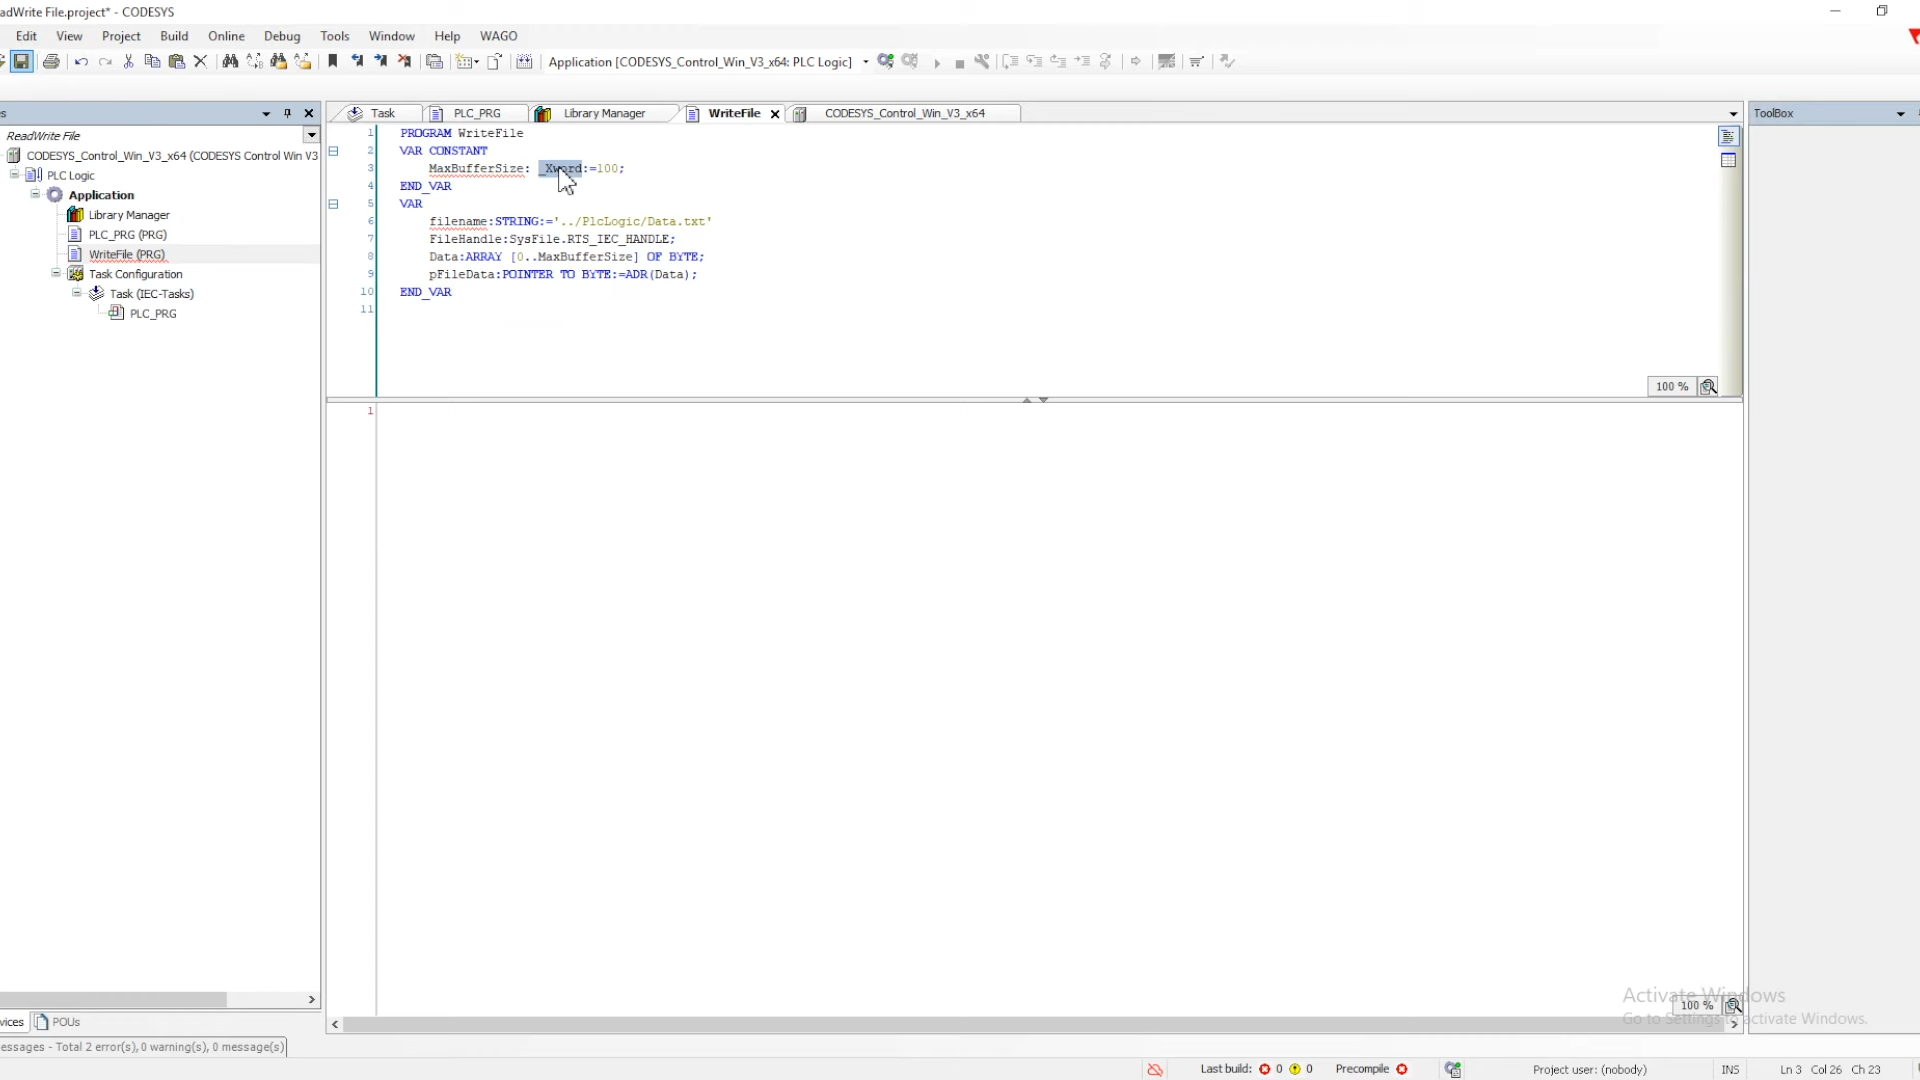 adWrite File.project* - CODESYS
Edit View Project Build Online Debug Tools Window Help WAGO
Application [CODESYS_Control_Win_V3_x64: PLC Logic]
Task PLC_PRG Library Manager WriteFile CODESYS_Control_Win_V3_x64 ToolBox
ReadWrite File
CODESYS_Control_Win_V3_x64 (CODESYS Control Win V3
PLC Logic
Application
Library Manager
PLC_PRG (PRG)
WriteFile (PRG)
Task Configuration
Task (IEC-Tasks)
PLC_PRG
1 PROGRAM WriteFile
2 VAR CONSTANT
3 MaxBufferSize: _Xword:=100;
4 END_VAR
5 VAR
6 filename:STRING:='../PlcLogic/Data.txt'
7 FileHandle:SysFile.RTS_IEC_HANDLE;
8 Data:ARRAY [0..MaxBufferSize] OF BYTE;
9 pFileData:POINTER TO BYTE:=ADR(Data);
10 END_VAR
11
100 %
1
100 %
Activate Windows
Go to Settings to activate Windows.
vices POUs
essages - Total 2 error(s), 0 warning(s), 0 message(s)
Last build: 0 0 Precompile Project user: (nobody) INS Ln 3 Col 26 Ch 23